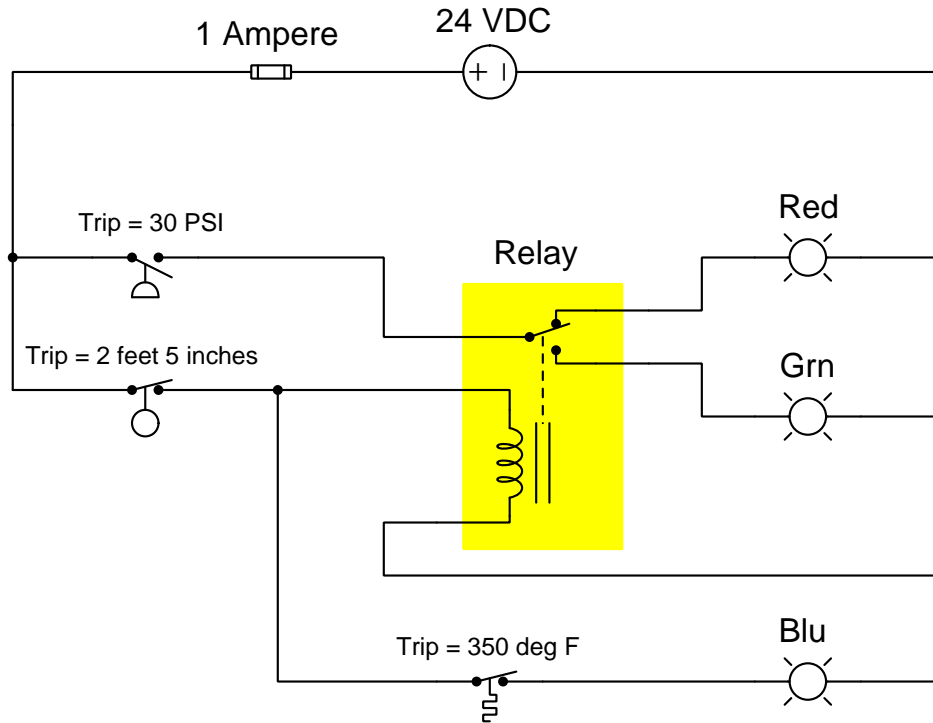 24 VDC
1 Ampere
Trip = 30 PSI
Red
Relay
Trip = 2 feet 5 inches
Grn
Trip = 350 deg F
Blu